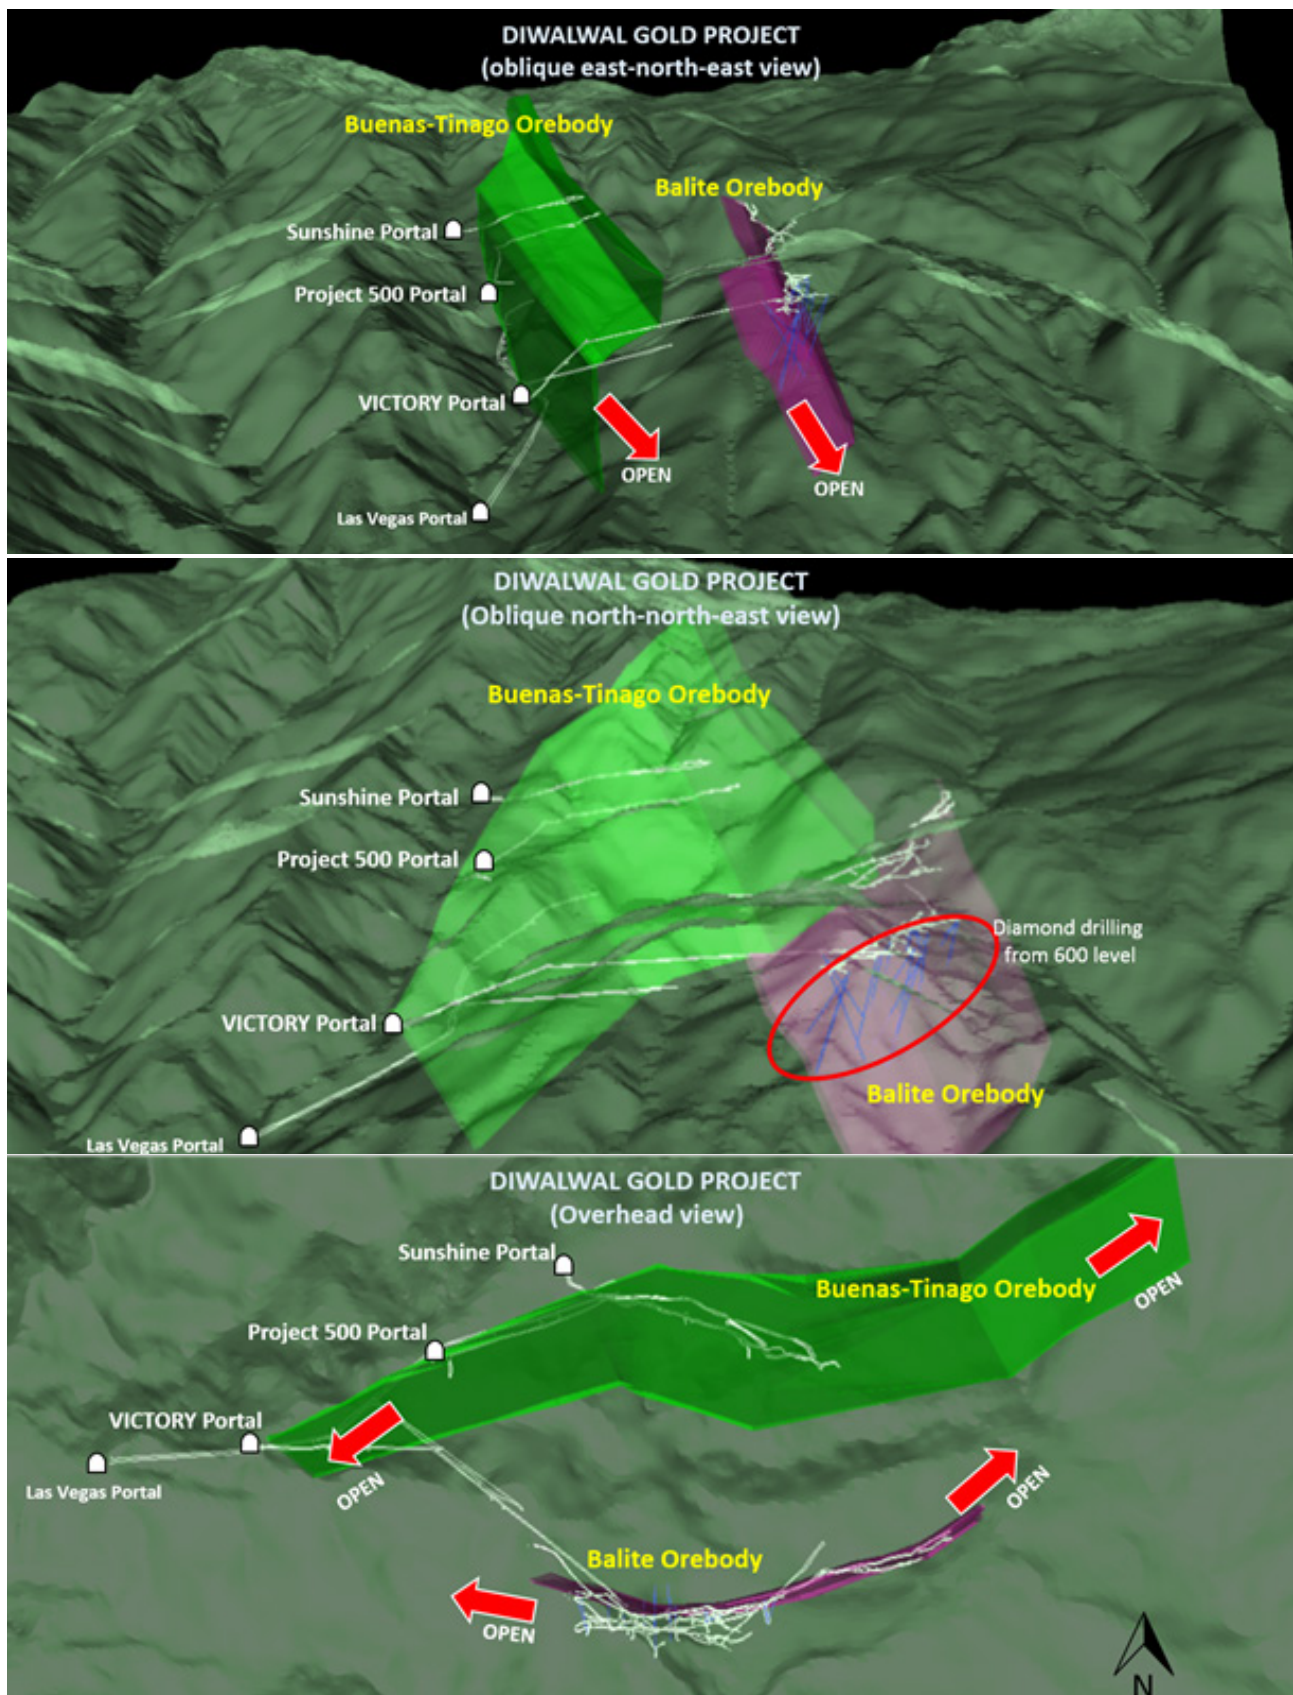 DIWALWAL GOLD PROJECT
(oblique east-north-east view)
Buenas-Tinago Orebody
Balite Orebody
Sunshine Portal
Project 500 Portal
VICTORY Portal
OPEN
OPEN
Las Vegas Portal
DIWALWAL GOLD PROJECT
(Oblique north-north-east view)
Buenas-Tinago Orebody
Sunshine Portal
Project 500 Portal
Diamond drilling
from 600 level
VICTORY Portal
Balite Orebody
Las Vegas Portal
DIWALWAL GOLD PROJECT
(Overhead view)
Sunshine Portal
Buenas-Tinago Orebody
OPEN
Project 500 Portal
VICTORY Portal
Las Vegas Portal
OPEN
OPEN
Balite Orebody
OPEN
N